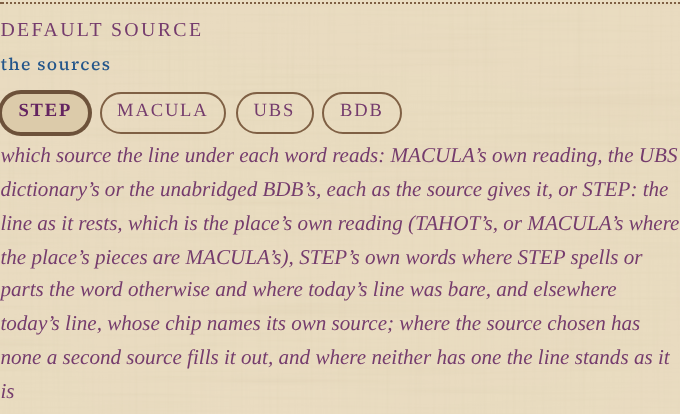 DEFAULT SOURCE
the sources
STEP MACULA UBS BDB
which source the line under each word reads: MACULA’s own reading, the UBS
dictionary’s or the unabridged BDB’s, each as the source gives it, or STEP: the
line as it rests, which is the place’s own reading (TAHOT’s, or MACULA’s where
the place’s pieces are MACULA’s), STEP’s own words where STEP spells or
parts the word otherwise and where today’s line was bare, and elsewhere
today’s line, whose chip names its own source; where the source chosen has
none a second source fills it out, and where neither has one the line stands as it
is